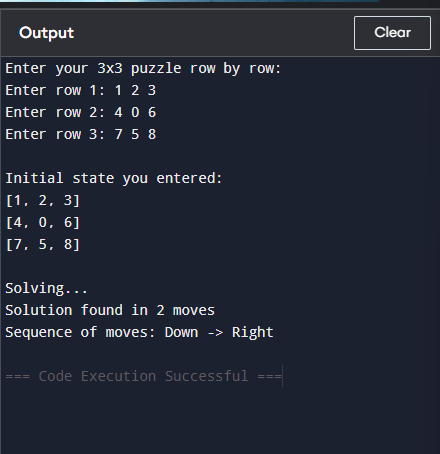 Output
Clear
Enter your 3x3 puzzle row by row:
Enter row 1: 1 2 3
Enter row 2: 4 0 6
Enter row 3: 7 5 8
Initial state you entered:
[1, 2, 3]
[4, 0, 6]
[7, 5, 8]
Solving...
Solution found in 2 moves
Sequence of moves: Down -> Right
=== Code Execution Successful ===